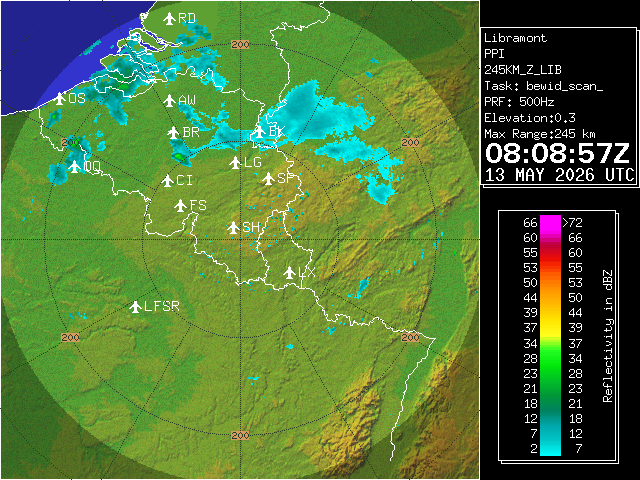 Libramont
PPI
245KM_Z_LIB
Task: bewid_scan_
PRF: 500Hz
Elevation:0.3
Max Range:245 km
08:08:57Z
13 MAY 2026 UTC
RD
200
OS
AW
BR
BK
200
LG
CI
SP
FS
SH
LX
LFSR
200
200
200
66 >72
60 66
55 60
53 55
50 53
44 50
39 44
37 39
34 37
28 34
23 28
21 23
18 21
12 18
7 12
2 7
Reflectivity in dBZ